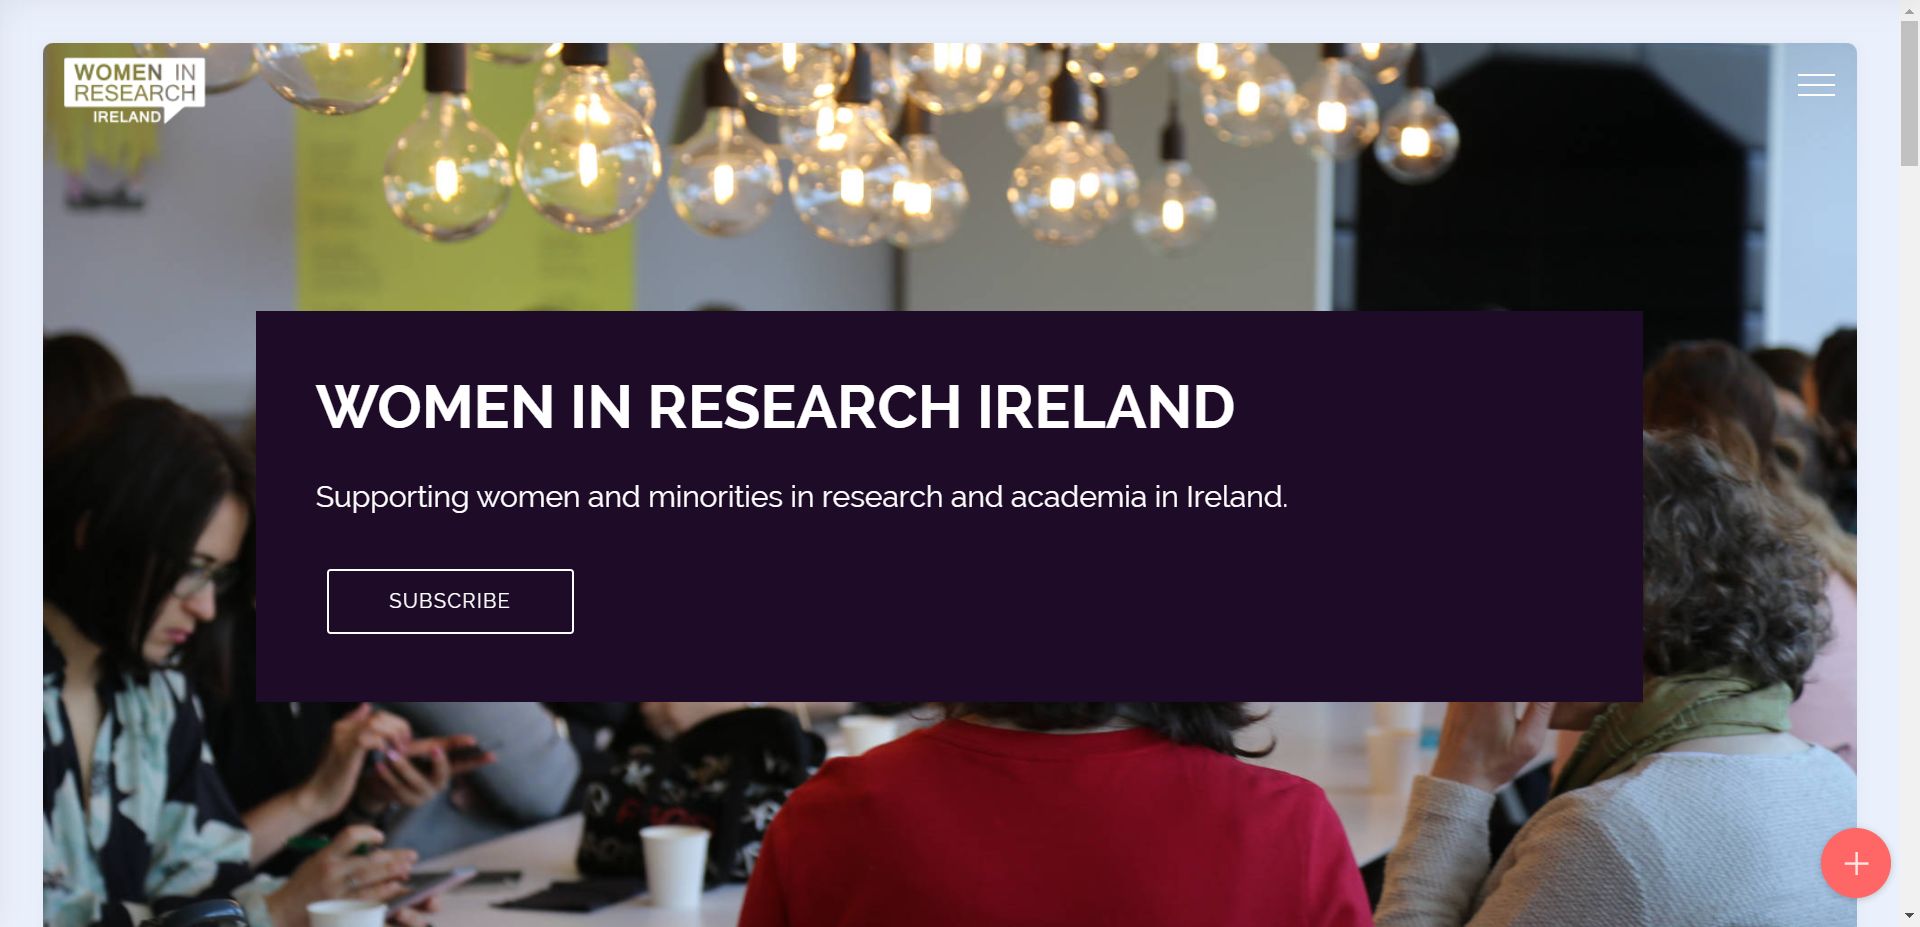 WOMEN IN
RESEARCH
IRELAND
WOMEN IN RESEARCH IRELAND
Supporting women and minorities in research and academia in Ireland.
SUBSCRIBE